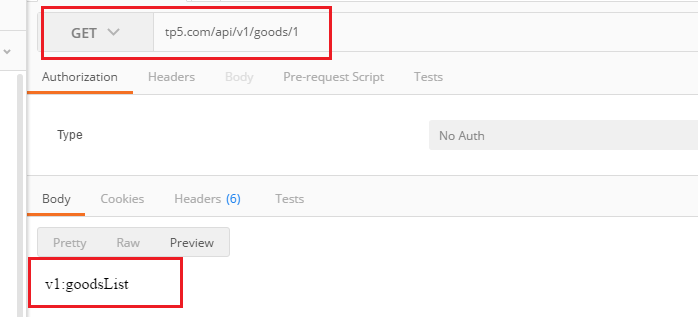 GET tp5.com/api/v1/goods/1
Authorization Headers Body Pre-request Script Tests
Type No Auth
Body Cookies Headers (6) Tests
Pretty Raw Preview
v1:goodsList